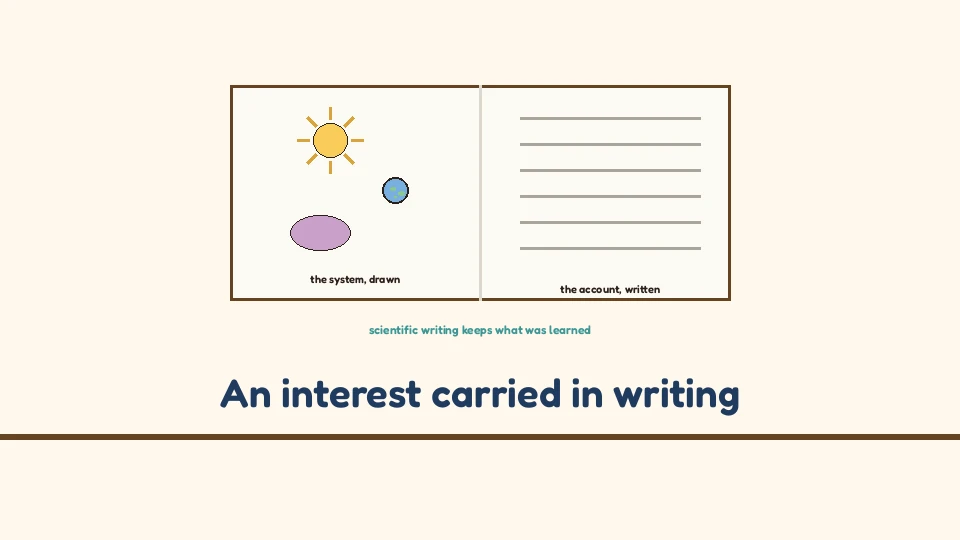 the system, drawn
the account, written
scientific writing keeps what was learned
An interest carried in writing